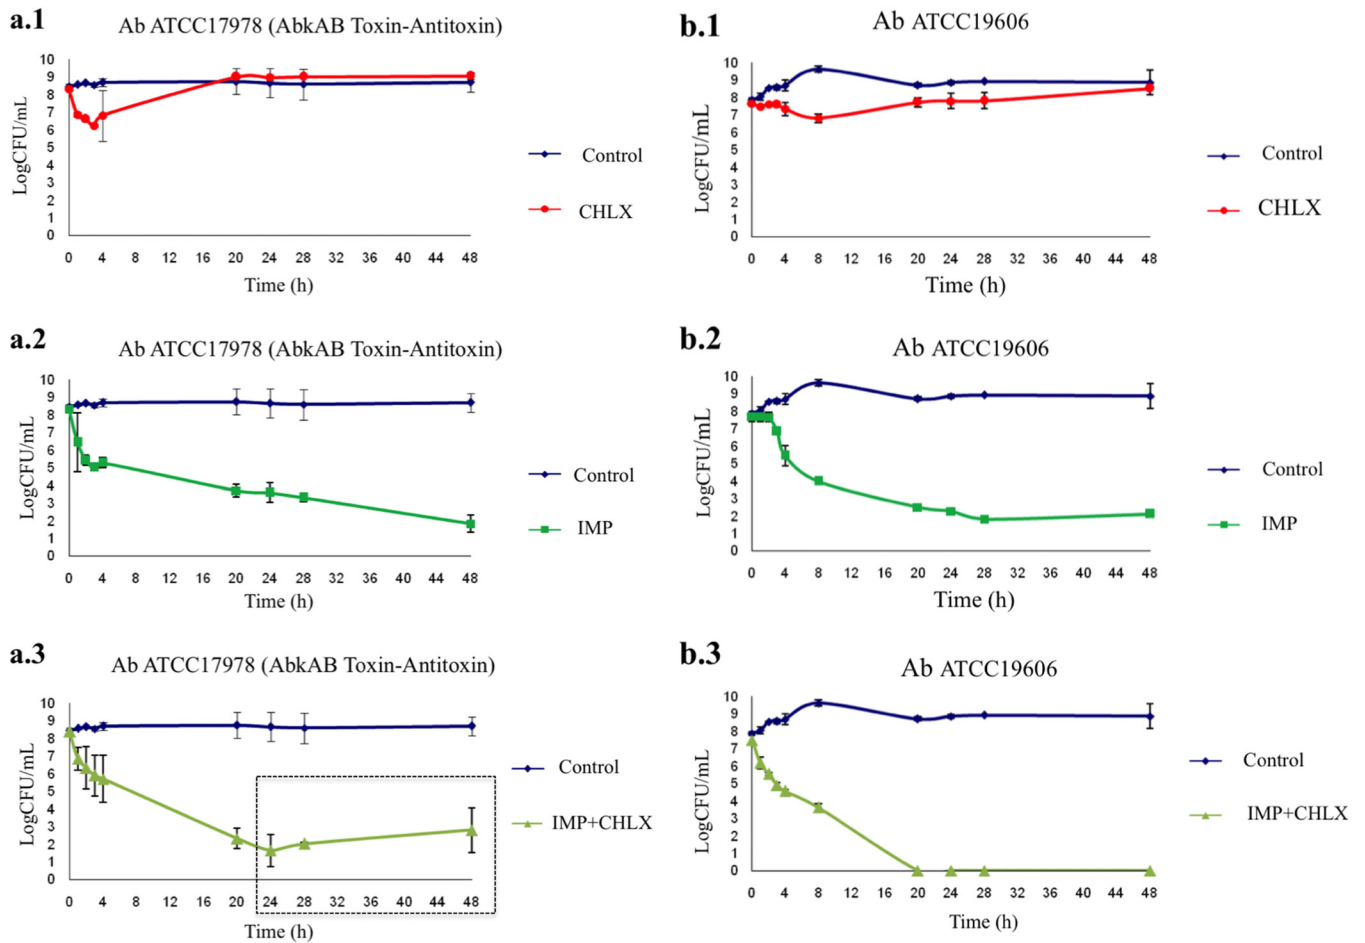 a.1
Ab ATCC17978 (AbkAB Toxin-Antitoxin)
10
9
8
7
6
5
4
3
2
1
0
LogCFU/mL
0 4 8 12 16 20 24 28 32 36 40 44 48
Time (h)
Control
CHLX
b.1
Ab ATCC19606
10
9
8
7
6
5
4
3
2
1
0
LogCFU/mL
0 4 8 12 16 20 24 28 32 36 40 44 48
Time (h)
Control
CHLX
a.2
Ab ATCC17978 (AbkAB Toxin-Antitoxin)
10
9
8
7
6
5
4
3
2
1
0
LogCFU/mL
0 4 8 12 16 20 24 28 32 36 40 44 48
Time (h)
Control
IMP
b.2
Ab ATCC19606
10
9
8
7
6
5
4
3
2
1
0
LogCFU/mL
0 4 8 12 16 20 24 28 32 36 40 44 48
Time (h)
Control
IMP
a.3
Ab ATCC17978 (AbkAB Toxin-Antitoxin)
10
9
8
7
6
5
4
3
2
1
0
LogCFU/mL
0 4 8 12 16 20 24 28 32 36 40 44 48
Time (h)
Control
IMP+CHLX
b.3
Ab ATCC19606
10
9
8
7
6
5
4
3
2
1
0
LogCFU/mL
0 4 8 12 16 20 24 28 32 36 40 44 48
Time (h)
Control
IMP+CHLX